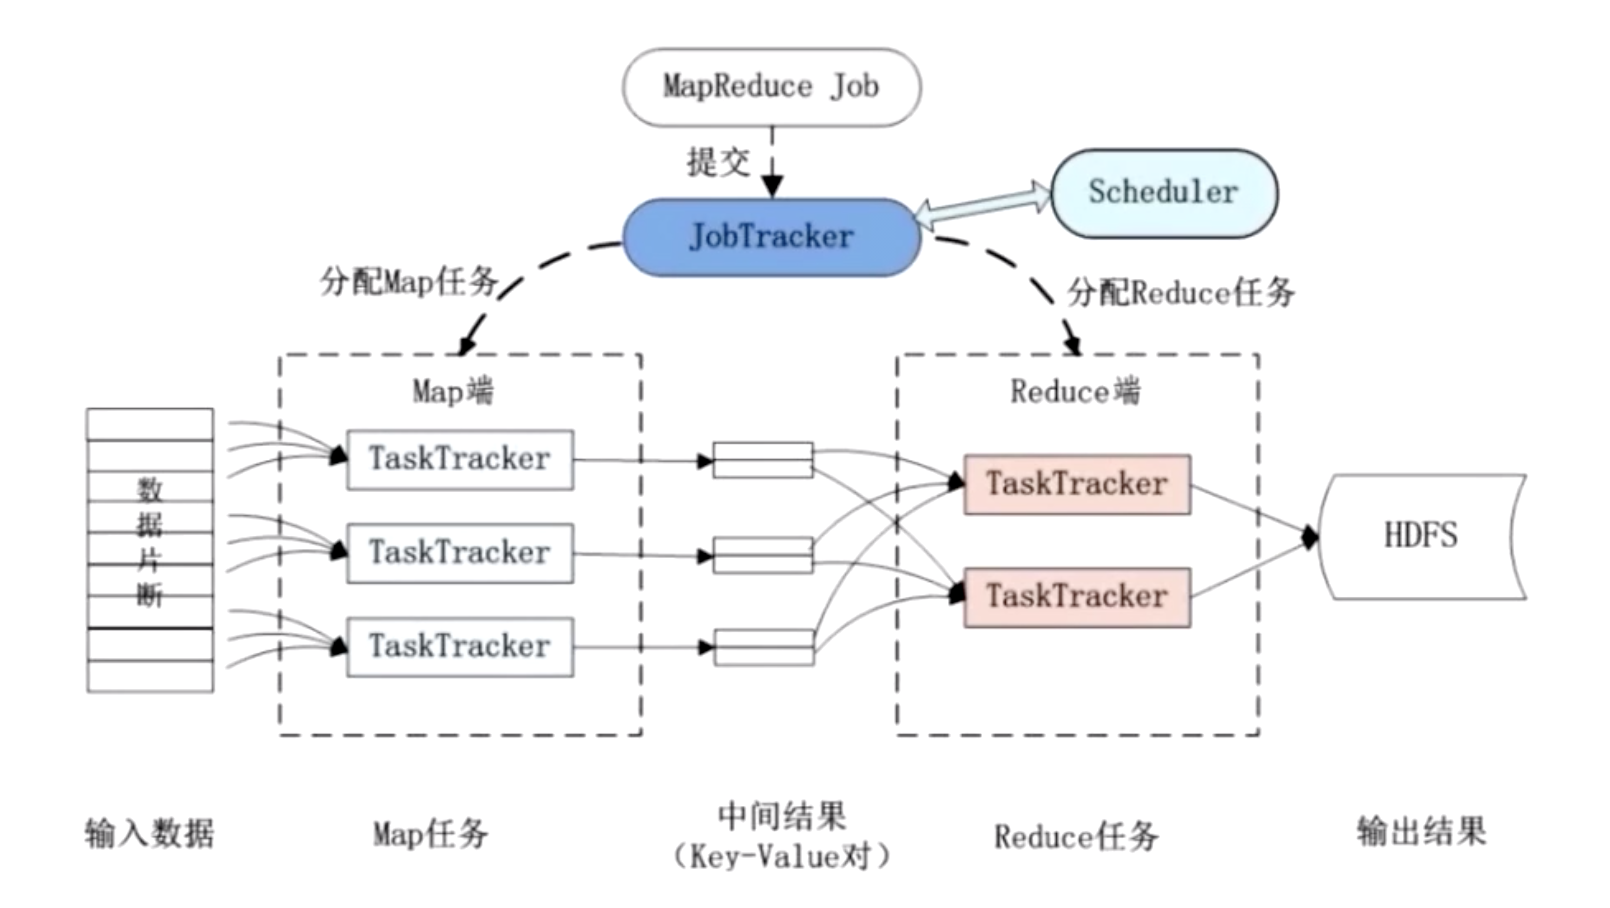 MapReduce Job
提交
Scheduler
JobTracker
分配Map任务
分配Reduce任务
Map端
Reduce端
数据片断
TaskTracker
TaskTracker
TaskTracker
TaskTracker
TaskTracker
HDFS
输入数据
Map任务
中间结果
（Key-Value对）
Reduce任务
输出结果